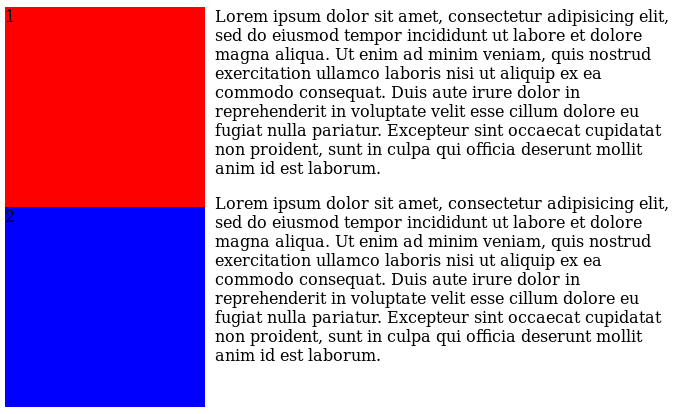 1
Lorem ipsum dolor sit amet, consectetur adipisicing elit,
sed do eiusmod tempor incididunt ut labore et dolore
magna aliqua. Ut enim ad minim veniam, quis nostrud
exercitation ullamco laboris nisi ut aliquip ex ea
commodo consequat. Duis aute irure dolor in
reprehenderit in voluptate velit esse cillum dolore eu
fugiat nulla pariatur. Excepteur sint occaecat cupidatat
non proident, sunt in culpa qui officia deserunt mollit
anim id est laborum.
2
Lorem ipsum dolor sit amet, consectetur adipisicing elit,
sed do eiusmod tempor incididunt ut labore et dolore
magna aliqua. Ut enim ad minim veniam, quis nostrud
exercitation ullamco laboris nisi ut aliquip ex ea
commodo consequat. Duis aute irure dolor in
reprehenderit in voluptate velit esse cillum dolore eu
fugiat nulla pariatur. Excepteur sint occaecat cupidatat
non proident, sunt in culpa qui officia deserunt mollit
anim id est laborum.